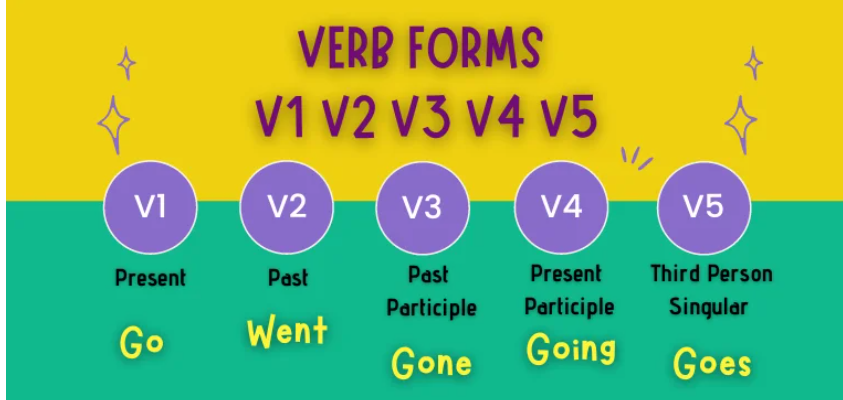 VERB FORMS
V1 V2 V3 V4 V5
V1 V2 V3 V4 V5
Present
Past
Past
Participle
Present
Participle
Third Person
Singular
Go
Went
Gone
Going
Goes